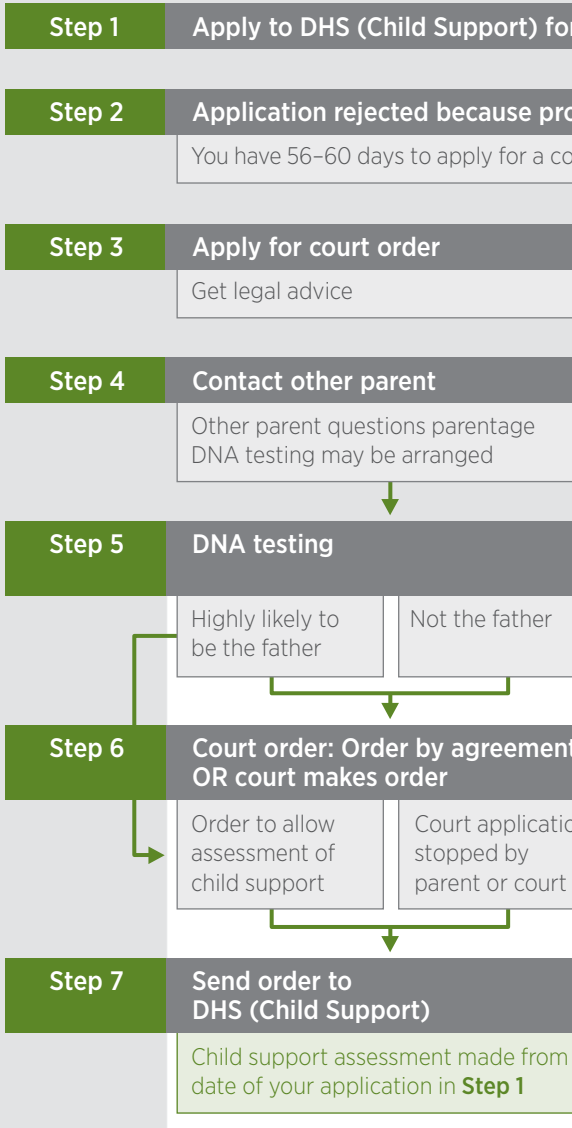 Step 1
Apply to DHS (Child Support) for
Step 2
Application rejected because
You have 56–60 days to apply for a
Step 3
Apply for court order
Get legal advice
Step 4
Contact other parent
Other parent questions parentage
DNA testing may be arranged
Step 5
DNA testing
Highly likely to
be the father
Not the father
Step 6
Court order: Order by agreement
OR court makes order
Order to allow
assessment of
child support
Court
stopped by
parent or court
Step 7
Send order to
DHS (Child Support)
Child support assessment made from
date of your application in Step 1